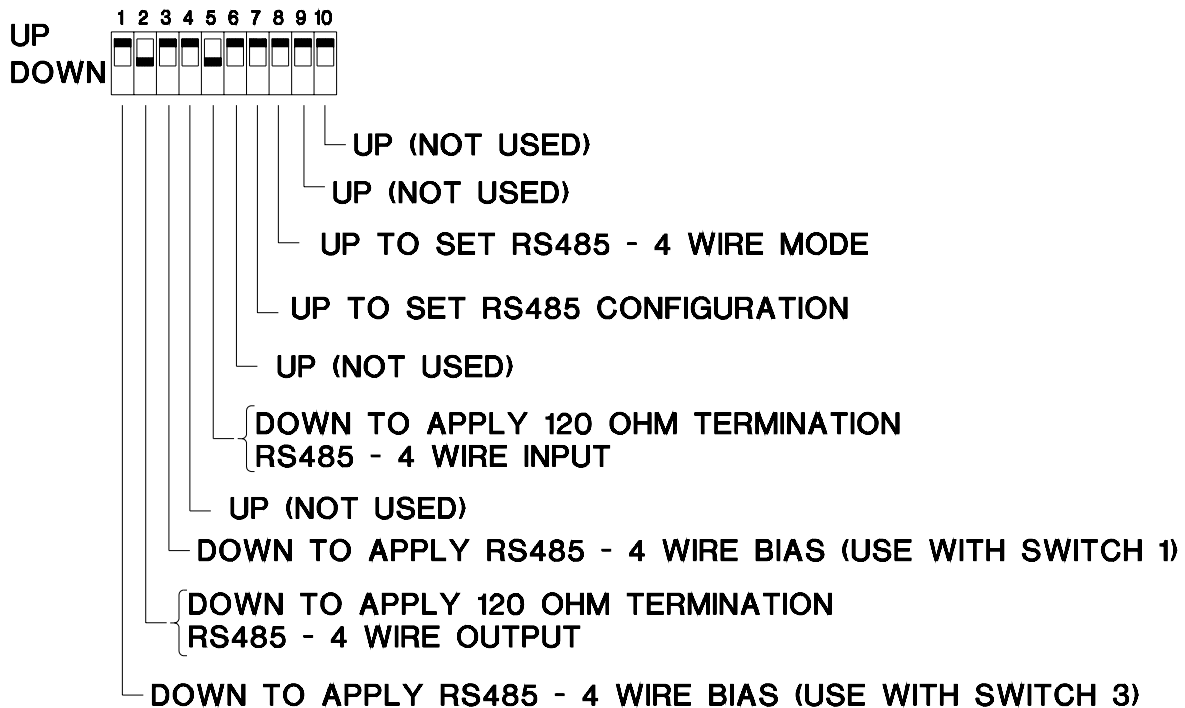 1 2 3 4 5 6 7 8 9 10
UP
DOWN
UP (NOT USED)
UP (NOT USED)
UP TO SET RS485 - 4 WIRE MODE
UP TO SET RS485 CONFIGURATION
UP (NOT USED)
DOWN TO APPLY 120 OHM TERMINATION
RS485 - 4 WIRE INPUT
UP (NOT USED)
DOWN TO APPLY RS485 - 4 WIRE BIAS (USE WITH SWITCH 1)
DOWN TO APPLY 120 OHM TERMINATION
RS485 - 4 WIRE OUTPUT
DOWN TO APPLY RS485 - 4 WIRE BIAS (USE WITH SWITCH 3)